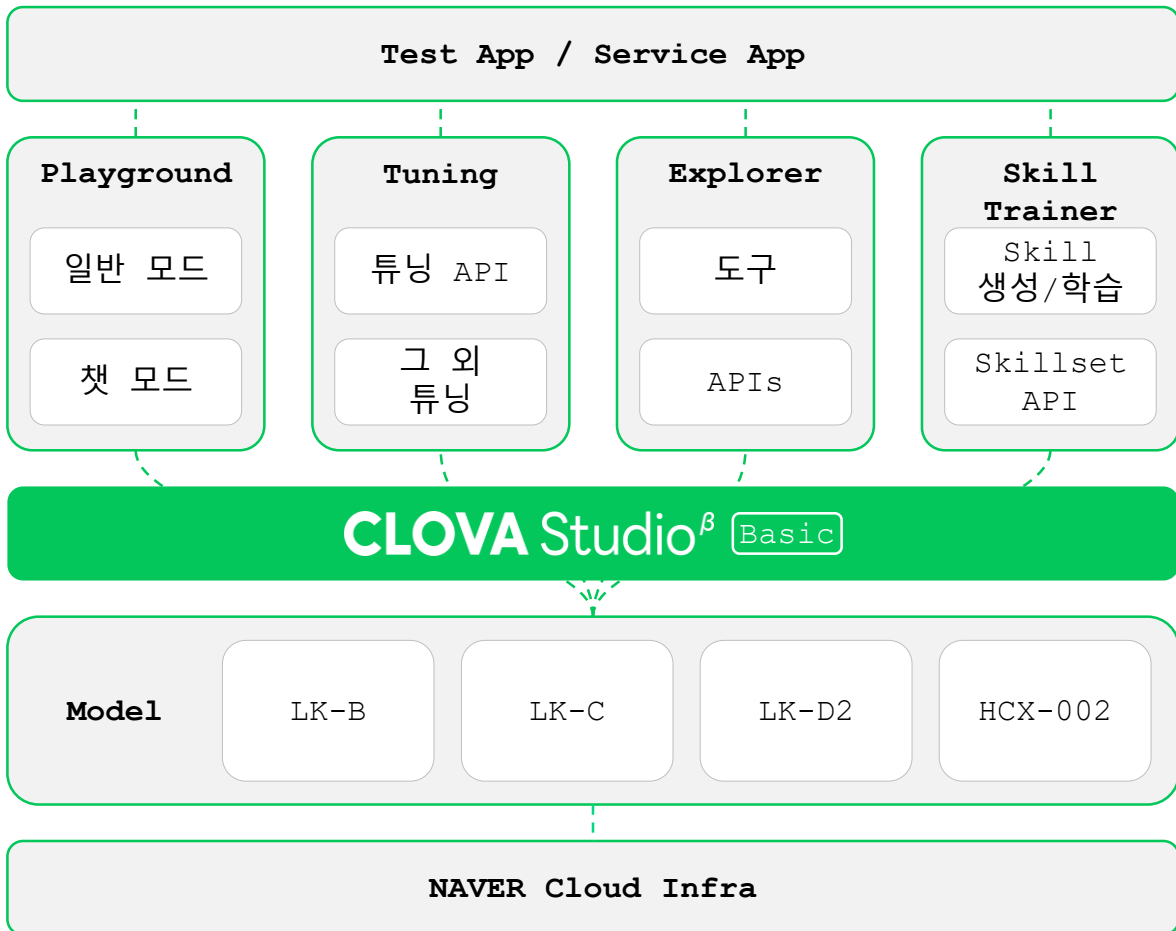 Test App / Service App
Playground
일반 모드
챗 모드
Tuning
튜닝 API
그 외
튜닝
Explorer
도구
APIs
Skill
Trainer
Skill
생성/학습
Skillset
API
CLOVA Studio β Basic
Model
LK-B
LK-C
LK-D2
HCX-002
NAVER Cloud Infra